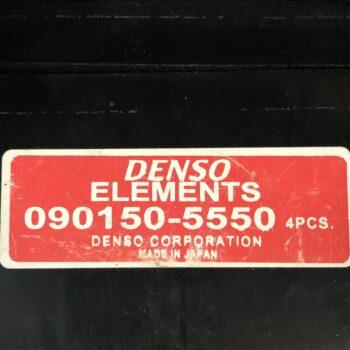 DENSO
ELEMENTS
090150-5550 4PCS.
DENSO CORPORATION
MADE IN JAPAN